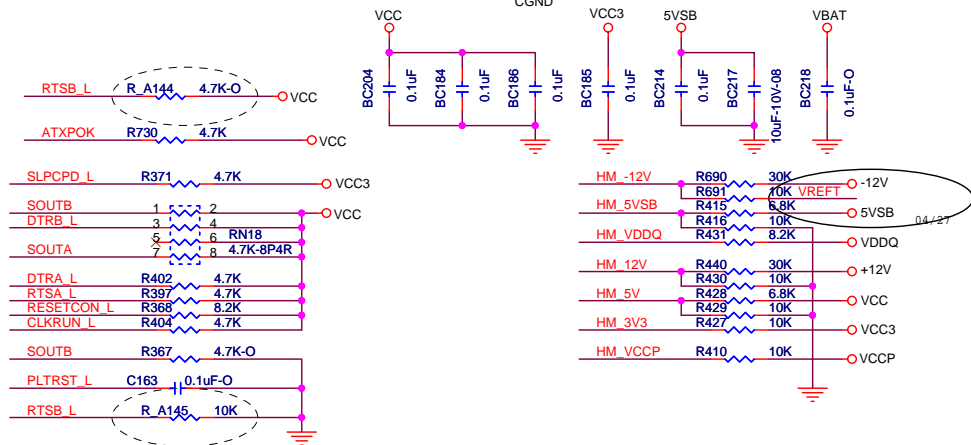 CGND
VCC
VCC3
5VSB
VBAT
BC204 0.1uF
BC184 0.1uF
BC186 0.1uF
BC185 0.1uF
BC214 0.1uF
BC217 10uF-10V-08
BC218 0.1uF-O
RTSB_L R_A144 4.7K-O VCC
ATXPOK R730 4.7K VCC
SLPCPD_L R371 4.7K VCC3
SOUTB 1 2 VCC
DTRB_L 3 4
5 6 RN18
SOUTA 7 8 4.7K-8P4R
DTRA_L R402 4.7K
RTSA_L R397 4.7K
RESETCON_L R368 8.2K
CLKRUN_L R404 4.7K
SOUTB R367 4.7K-O
PLTRST_L C163 0.1uF-O
RTSB_L R_A145 10K
HM_-12V R690 30K -12V
R691 10K VREFT
HM_5VSB R415 6.8K 5VSB
R416 10K 04/27
HM_VDDQ R431 8.2K VDDQ
HM_12V R440 30K +12V
R430 10K
HM_5V R428 6.8K VCC
R429 10K
HM_3V3 R427 10K VCC3
HM_VCCP R410 10K VCCP